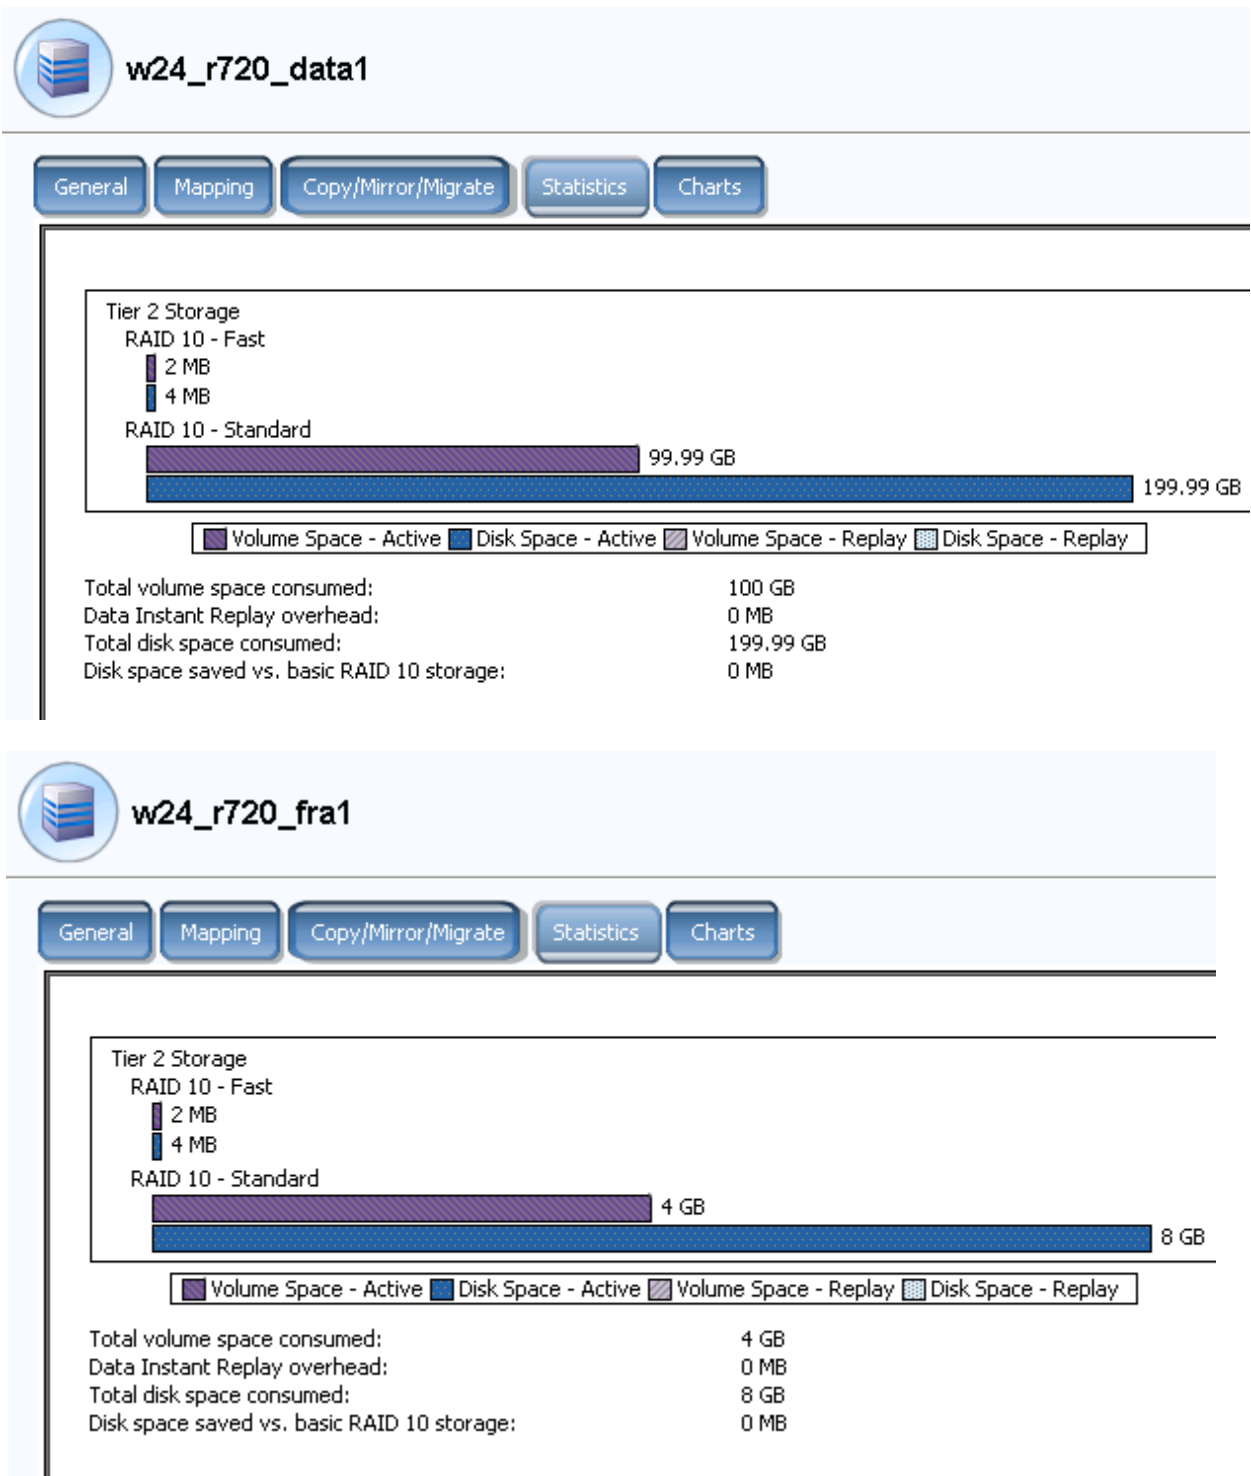 w24_r720_data1
General Mapping Copy/Mirror/Migrate Statistics Charts
Tier 2 Storage
RAID 10 - Fast
2 MB
4 MB
RAID 10 - Standard
99.99 GB
199.99 GB
Volume Space - Active Disk Space - Active Volume Space - Replay Disk Space - Replay
Total volume space consumed: 100 GB
Data Instant Replay overhead: 0 MB
Total disk space consumed: 199.99 GB
Disk space saved vs. basic RAID 10 storage: 0 MB
w24_r720_fra1
General Mapping Copy/Mirror/Migrate Statistics Charts
Tier 2 Storage
RAID 10 - Fast
2 MB
4 MB
RAID 10 - Standard
4 GB
8 GB
Volume Space - Active Disk Space - Active Volume Space - Replay Disk Space - Replay
Total volume space consumed: 4 GB
Data Instant Replay overhead: 0 MB
Total disk space consumed: 8 GB
Disk space saved vs. basic RAID 10 storage: 0 MB